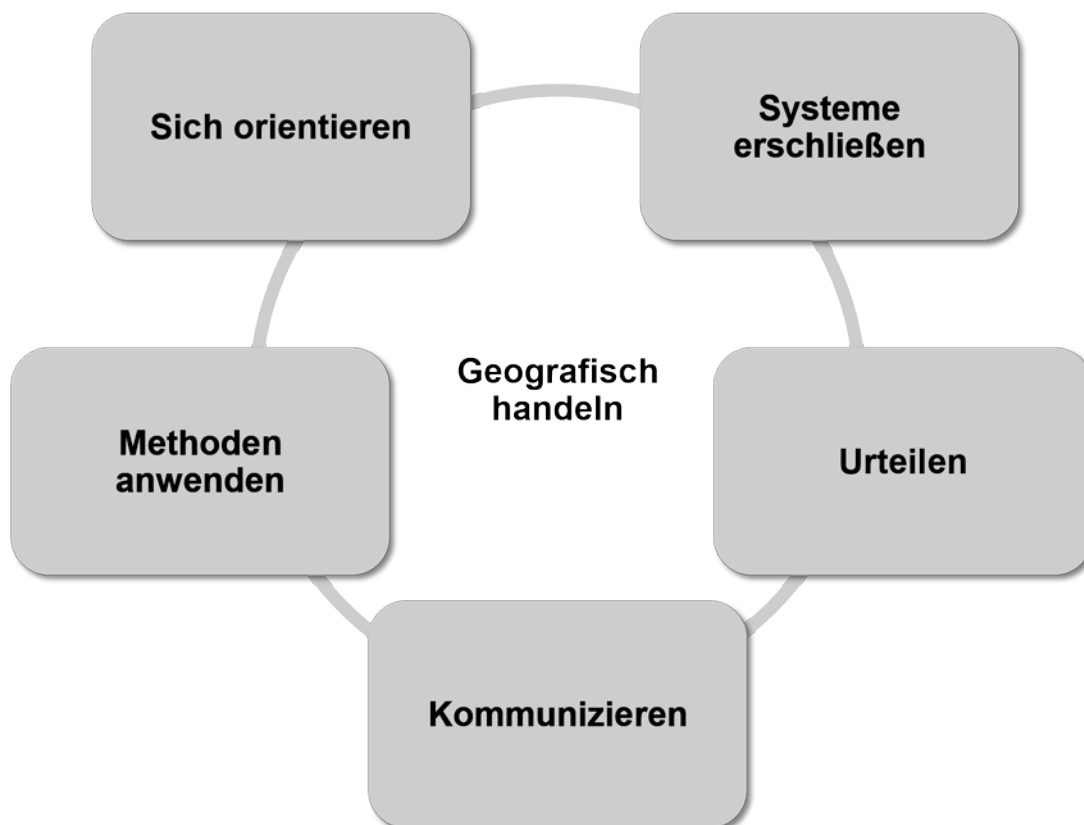 Sich orientieren
Systeme
erschließen
Geografisch
handeln
Methoden
anwenden
Urteilen
Kommunizieren